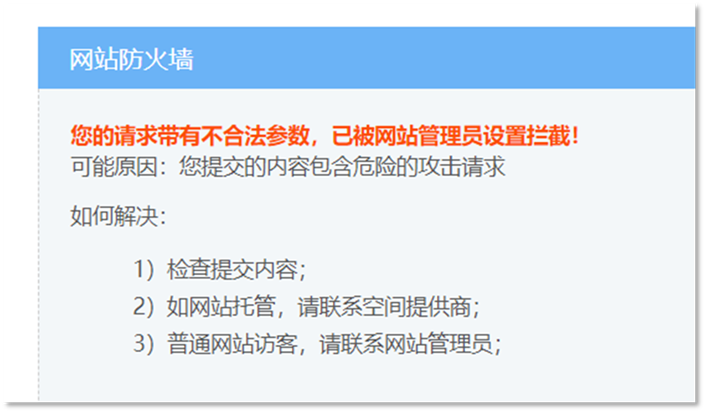 网站防火墙
您的请求带有不合法参数，已被网站管理员设置拦截！
可能原因：您提交的内容包含危险的攻击请求
如何解决：
1）检查提交内容；
2）如网站托管，请联系空间提供商；
3）普通网站访客，请联系网站管理员；